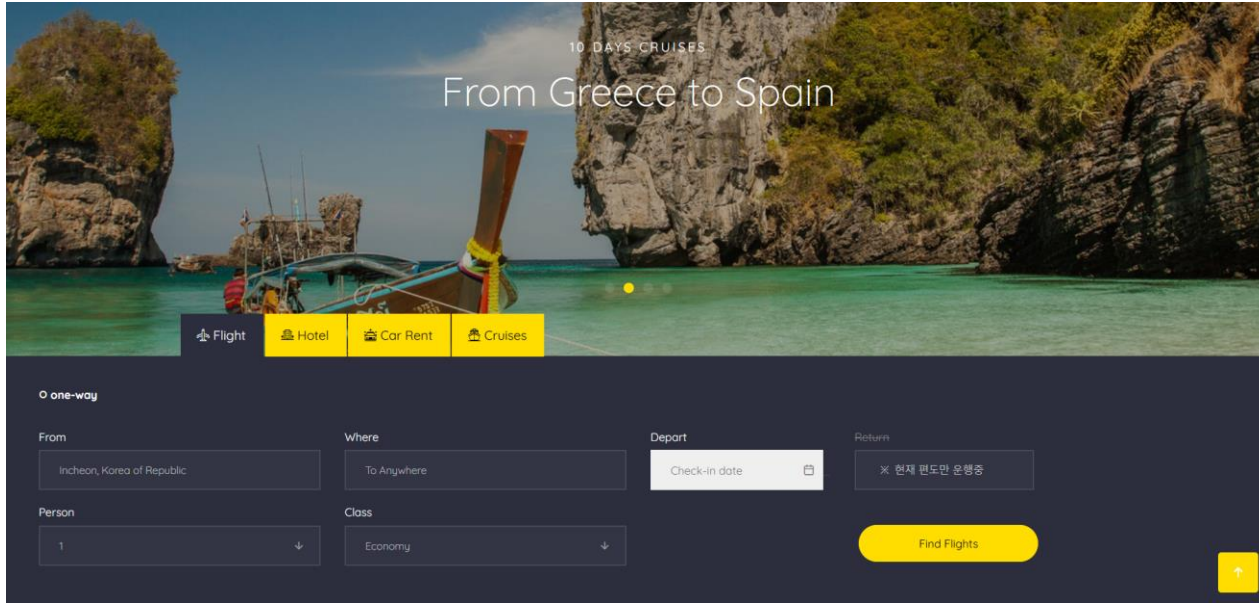 10 DAYS CRUISES
From Greece to Spain
Flight
Hotel
Car Rent
Cruises
one-way
From
Where
Depart
Return
Incheon, Korea of Republic
To Anywhere
Check-in date
※ 현재 편도만 운행중
Person
Class
1
Economy
Find Flights